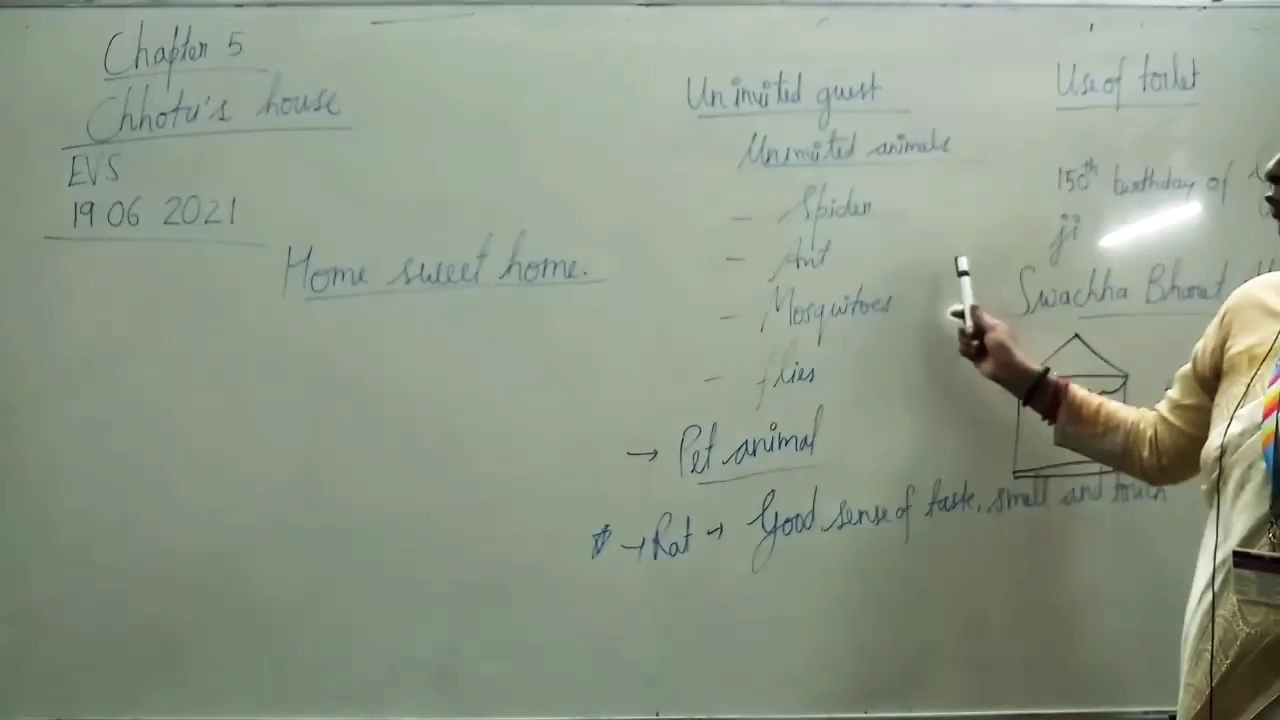 Chapter 5
Chhotu's house
EVS
19 06 2021
Home sweet home.
Uninvited guest
Uninvited animals
- Spider
- Ant
- Mosquitoes
- flies
→ Pet animal
→ Rat → Good sense of taste, smell and touch
Use of toilet
150th birthday of
ji
Swachha Bharat